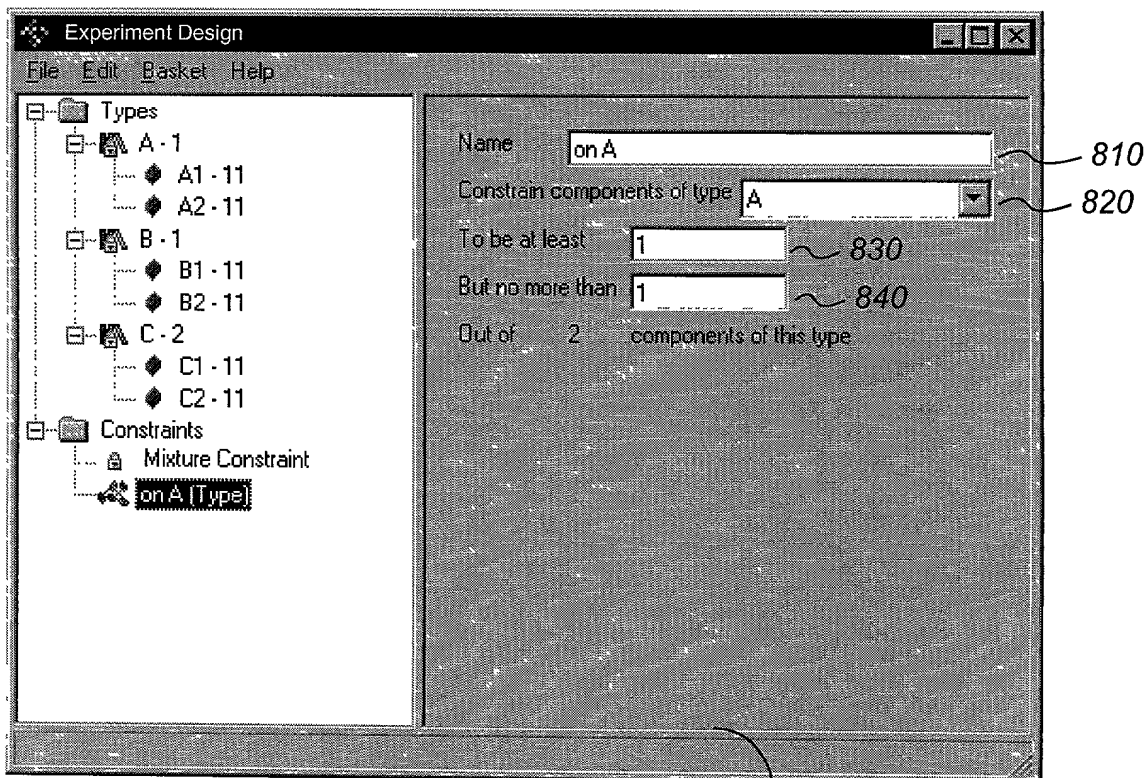 Experiment Design
File Edit Basket Help
Types
A - 1
A1 - 11
A2 - 11
B - 1
B1 - 11
B2 - 11
C - 2
C1 - 11
C2 - 11
Constraints
Mixture Constraint
on A (Type)
Name on A 810
Constrain components of type A 820
To be at least 1 830
But no more than 1 840
Out of 2 components of this type